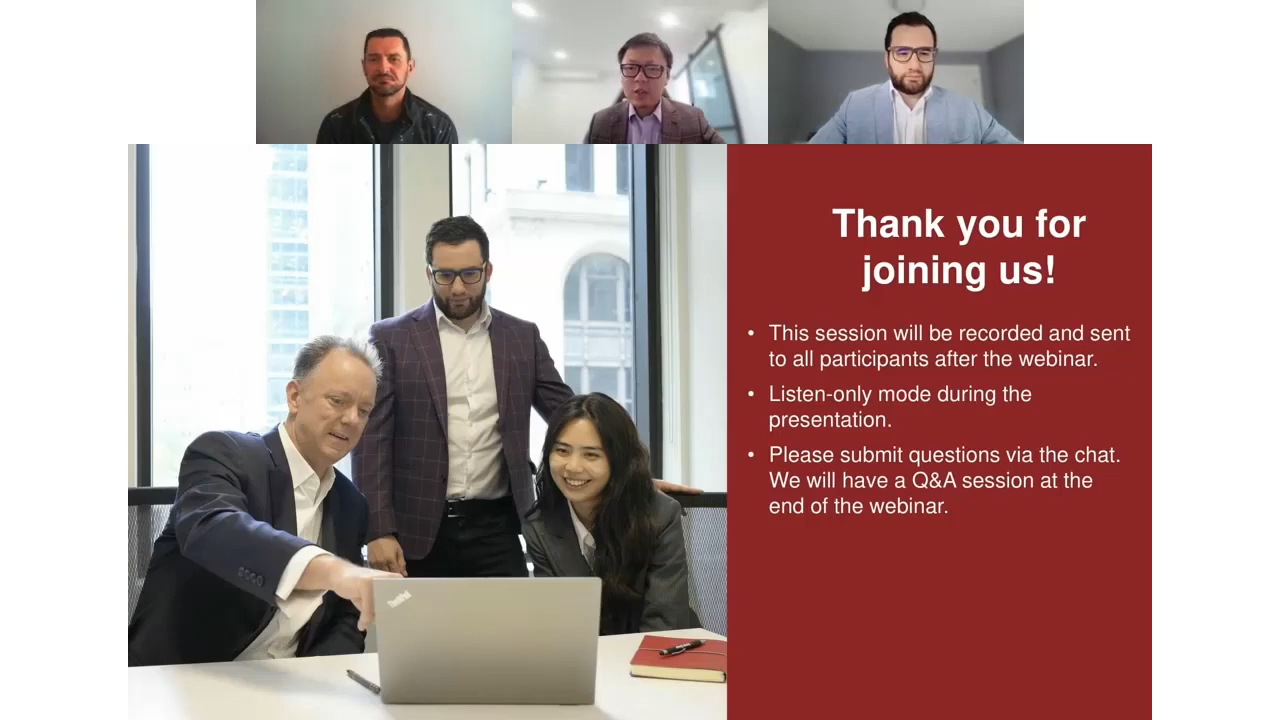 Thank you for
joining us!
• This session will be recorded and sent
to all participants after the webinar.
• Listen-only mode during the
presentation.
• Please submit questions via the chat.
We will have a Q&A session at the
end of the webinar.
ThinkPad